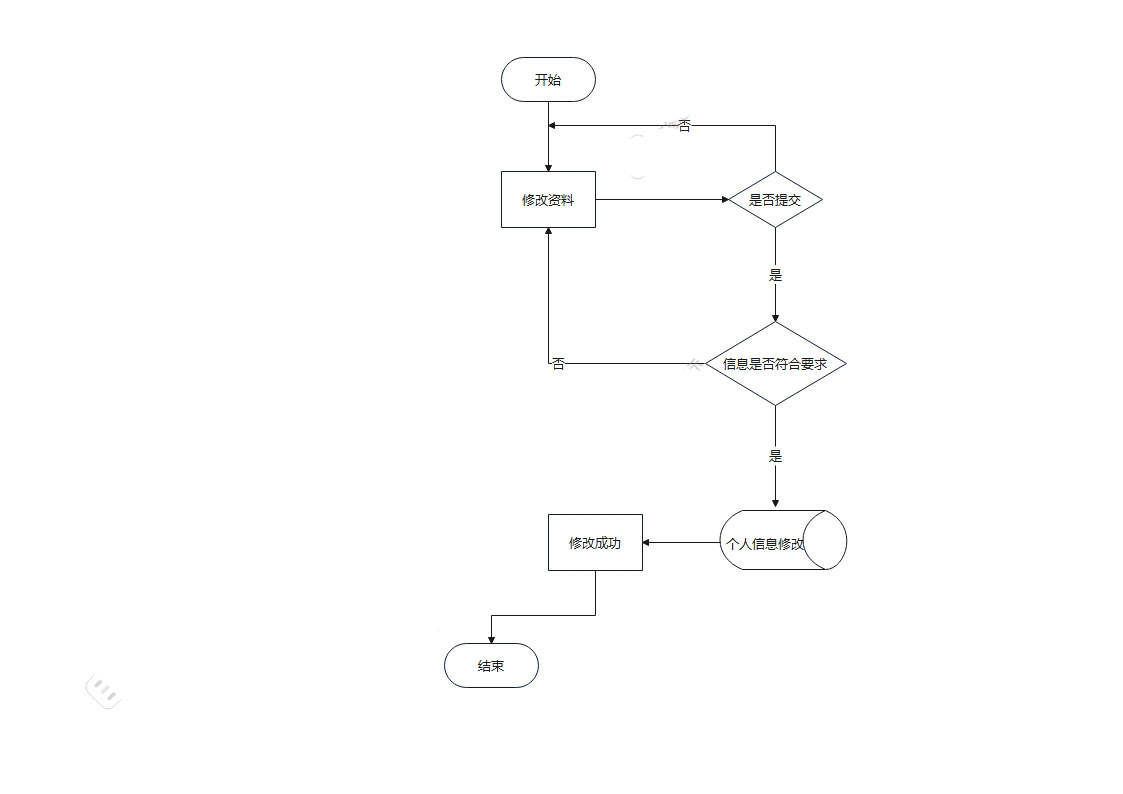 开始
否
修改资料
是否提交
是
否
信息是否符合要求
是
修改成功
个人信息修改
结束